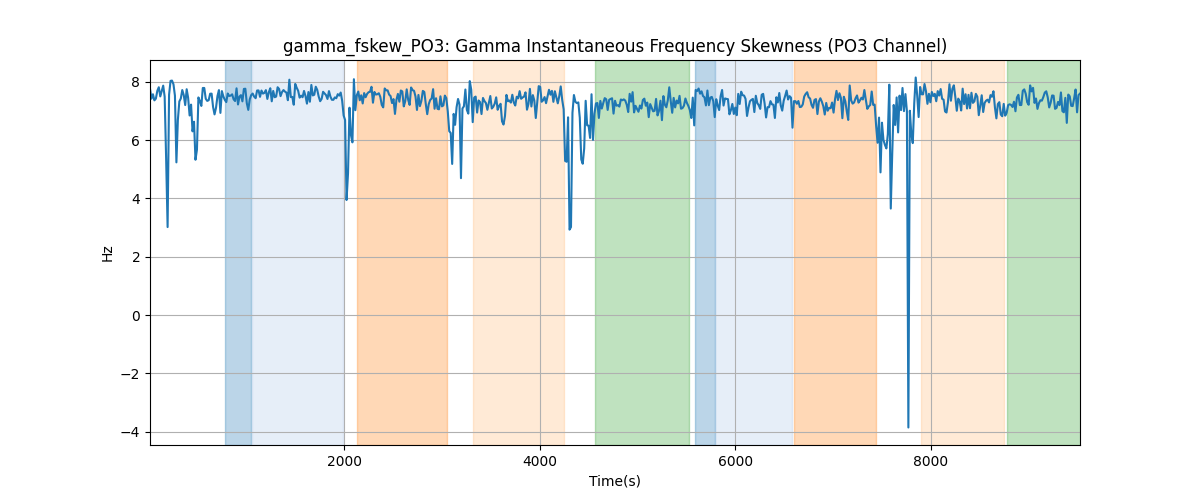 gamma_fskew_PO3: Gamma Instantaneous Frequency Skewness (PO3 Channel)
8
6
4
2
0
−2
−4
Hz
2000 4000 6000 8000
Time(s)